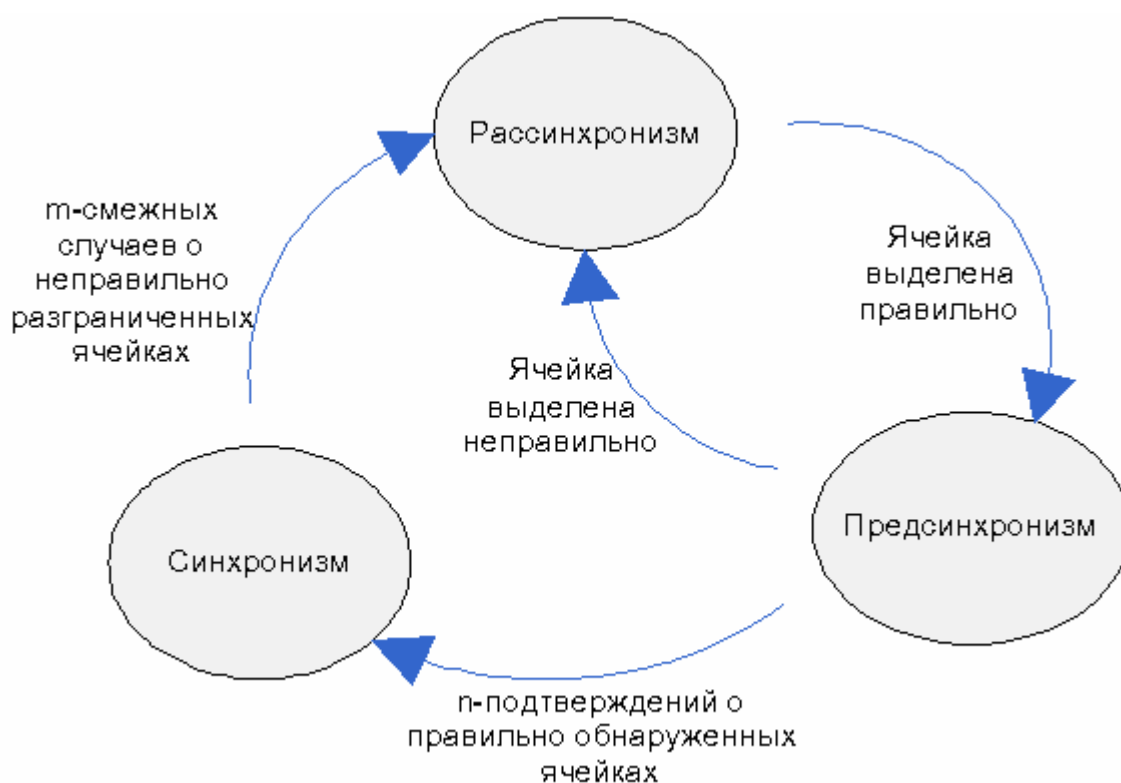 Рассинхронизм
m-смежных
случаев о
неправильно
разграниченных
ячейках
Ячейка
выделена
правильно
Ячейка
выделена
неправильно
Предсинхронизм
Синхронизм
n-подтверждений о
правильно обнаруженных
ячейках